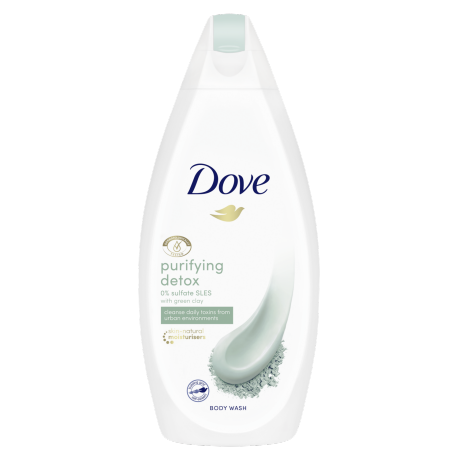 Dove
purifying
detox
0% sulfate SLES
with green clay
cleanse daily toxins from
urban environments
skin-natural
moisturisers
BODY WASH